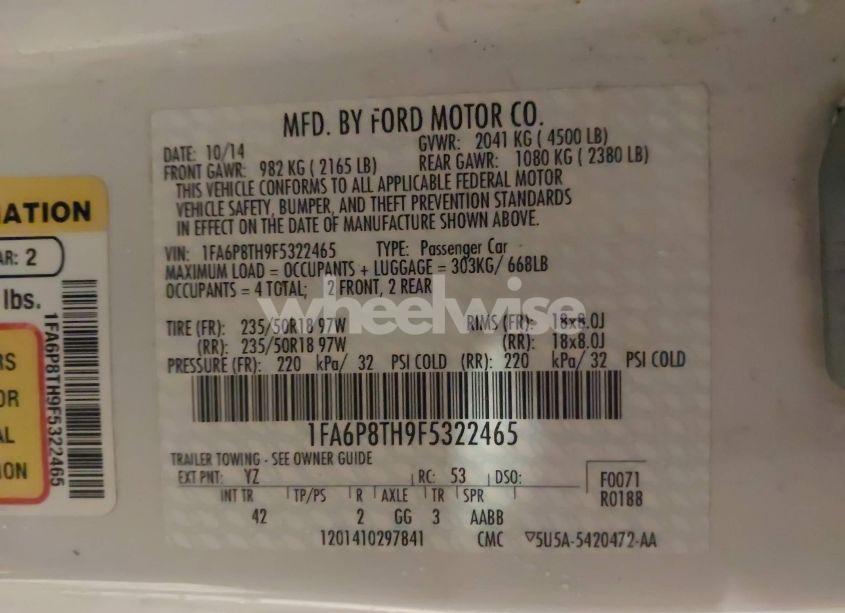 MFD. BY FORD MOTOR CO.
DATE: 10/14 GVWR: 2041 KG ( 4500 LB)
FRONT GAWR: 982 KG ( 2165 LB) REAR GAWR: 1080 KG ( 2380 LB)
THIS VEHICLE CONFORMS TO ALL APPLICABLE FEDERAL MOTOR
VEHICLE SAFETY, BUMPER, AND THEFT PREVENTION STANDARDS
IN EFFECT ON THE DATE OF MANUFACTURE SHOWN ABOVE.
VIN: 1FA6P8TH9F5322465 TYPE: Passenger Car
MAXIMUM LOAD = OCCUPANTS + LUGGAGE = 303KG/ 668LB
OCCUPANTS = 4 TOTAL; 2 FRONT, 2 REAR
wheelwise
TIRE (FR): 235/50R18 97W RIMS (FR): 18x8.0J
(RR): 235/50R18 97W (RR): 18x8.0J
PRESSURE (FR): 220 kPa/ 32 PSI COLD (RR): 220 kPa/ 32 PSI COLD
1FA6P8TH9F5322465
TRAILER TOWING - SEE OWNER GUIDE
EXT PNT: YZ RC: 53 DSO:
F0071
R0188
INT TR TP/PS R AXLE TR SPR
42 2 GG 3 AABB
1201410297841 CMC ▽5U5A-5420472-AA
MATION
AR: 2
lbs.
1FA6P8TH9F5322465
RS
OR
AL
ION